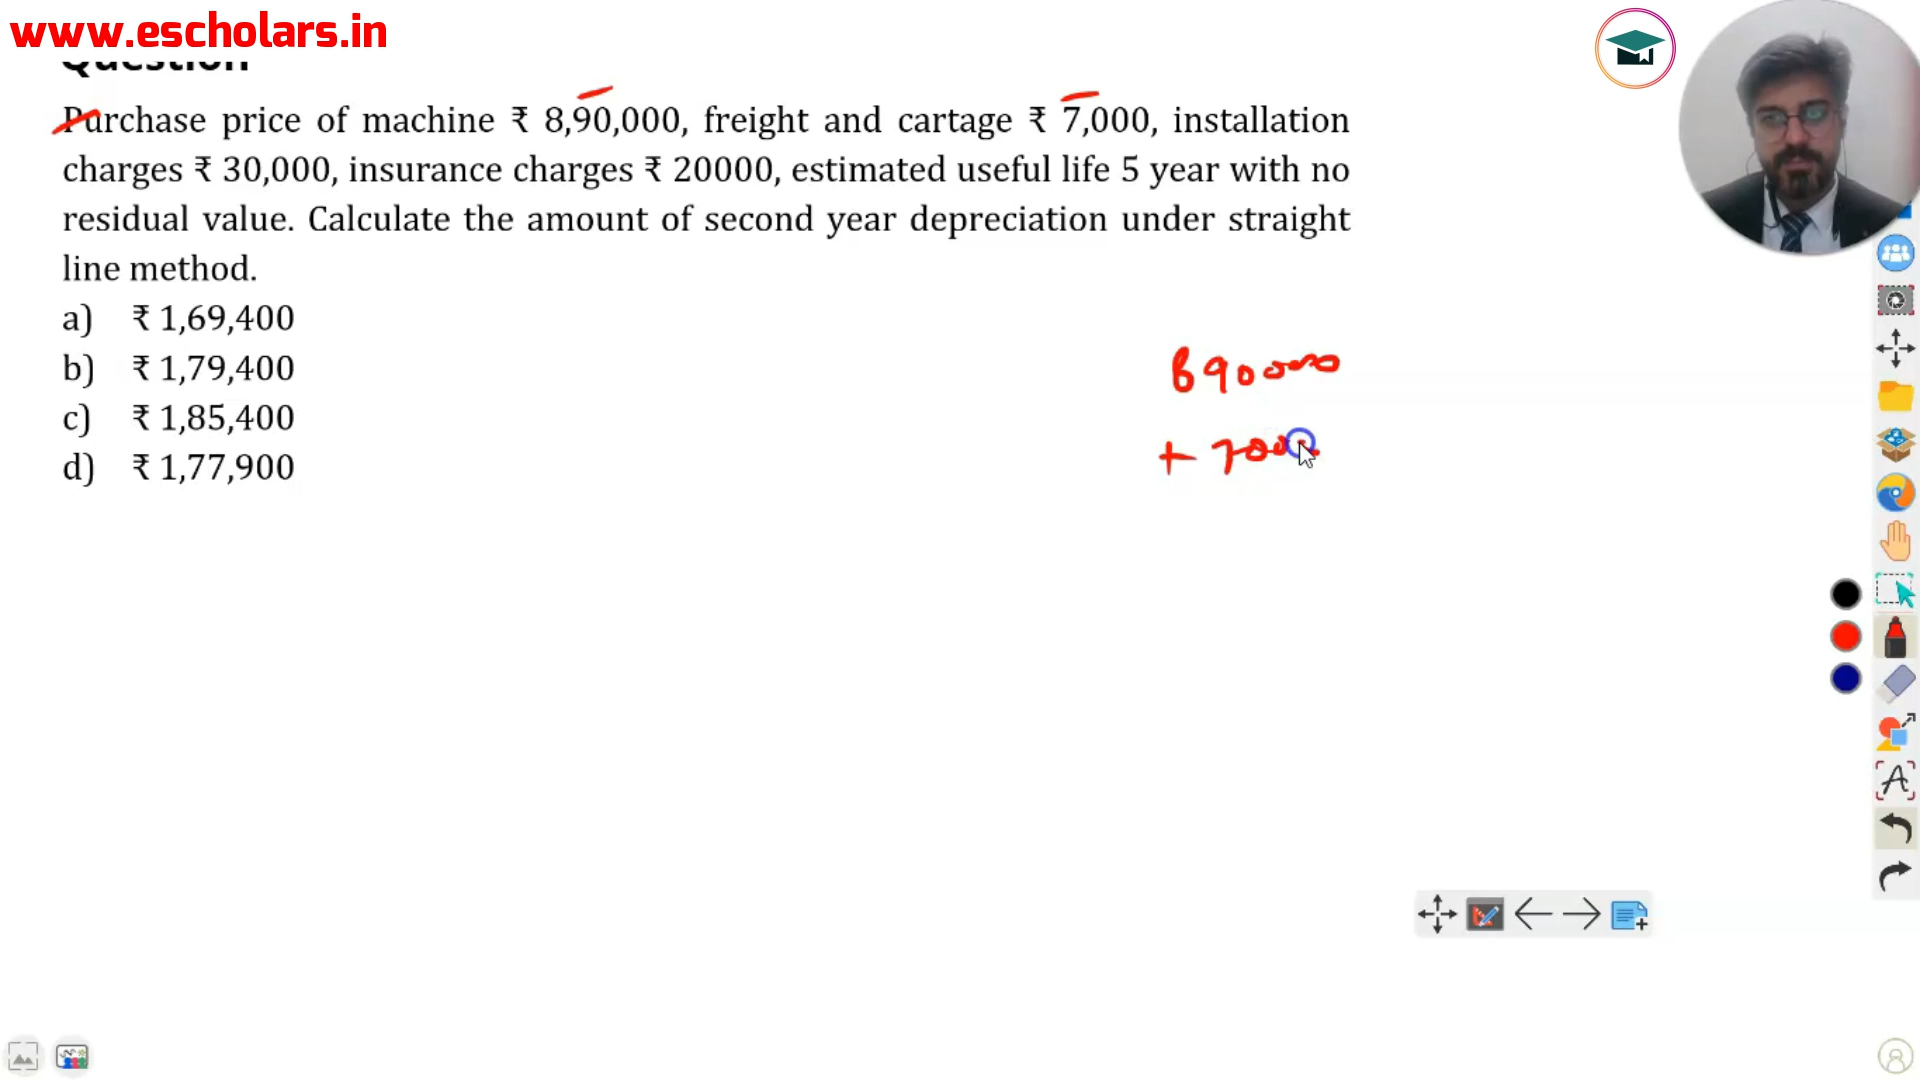 www.escholars.in
Question
Purchase price of machine ₹ 8,90,000, freight and cartage ₹ 7,000, installation
charges ₹ 30,000, insurance charges ₹ 20000, estimated useful life 5 year with no
residual value. Calculate the amount of second year depreciation under straight
line method.
a) ₹ 1,69,400
b) ₹ 1,79,400
c) ₹ 1,85,400
d) ₹ 1,77,900
890000
+ 7000